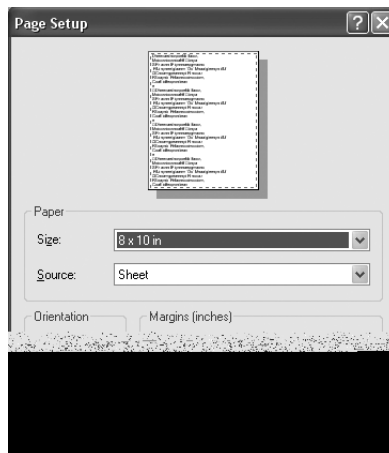 Page Setup
Paper
Size: 8 x 10 in
Source: Sheet
Orientation Margins (inches)